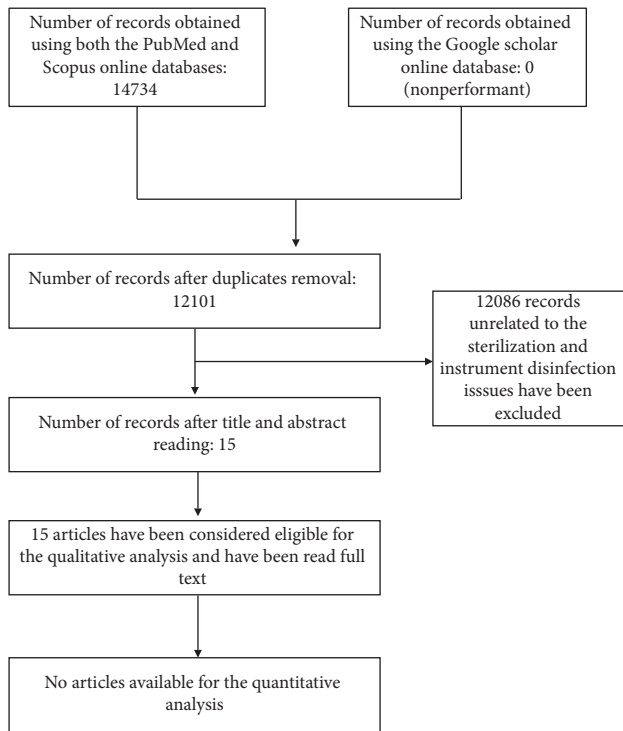 Number of records obtained
using both the PubMed and
Scopus online databases:
14734
Number of records obtained
using the Google scholar
online database: 0
(nonperformant)
Number of records after duplicates removal:
12101
12086 records
unrelated to the
sterilization and
instrument disinfection
isssues have been
excluded
Number of records after title and abstract
reading: 15
15 articles have been considered eligible for
the qualitative analysis and have been read full
text
No articles available for the quantitative
analysis